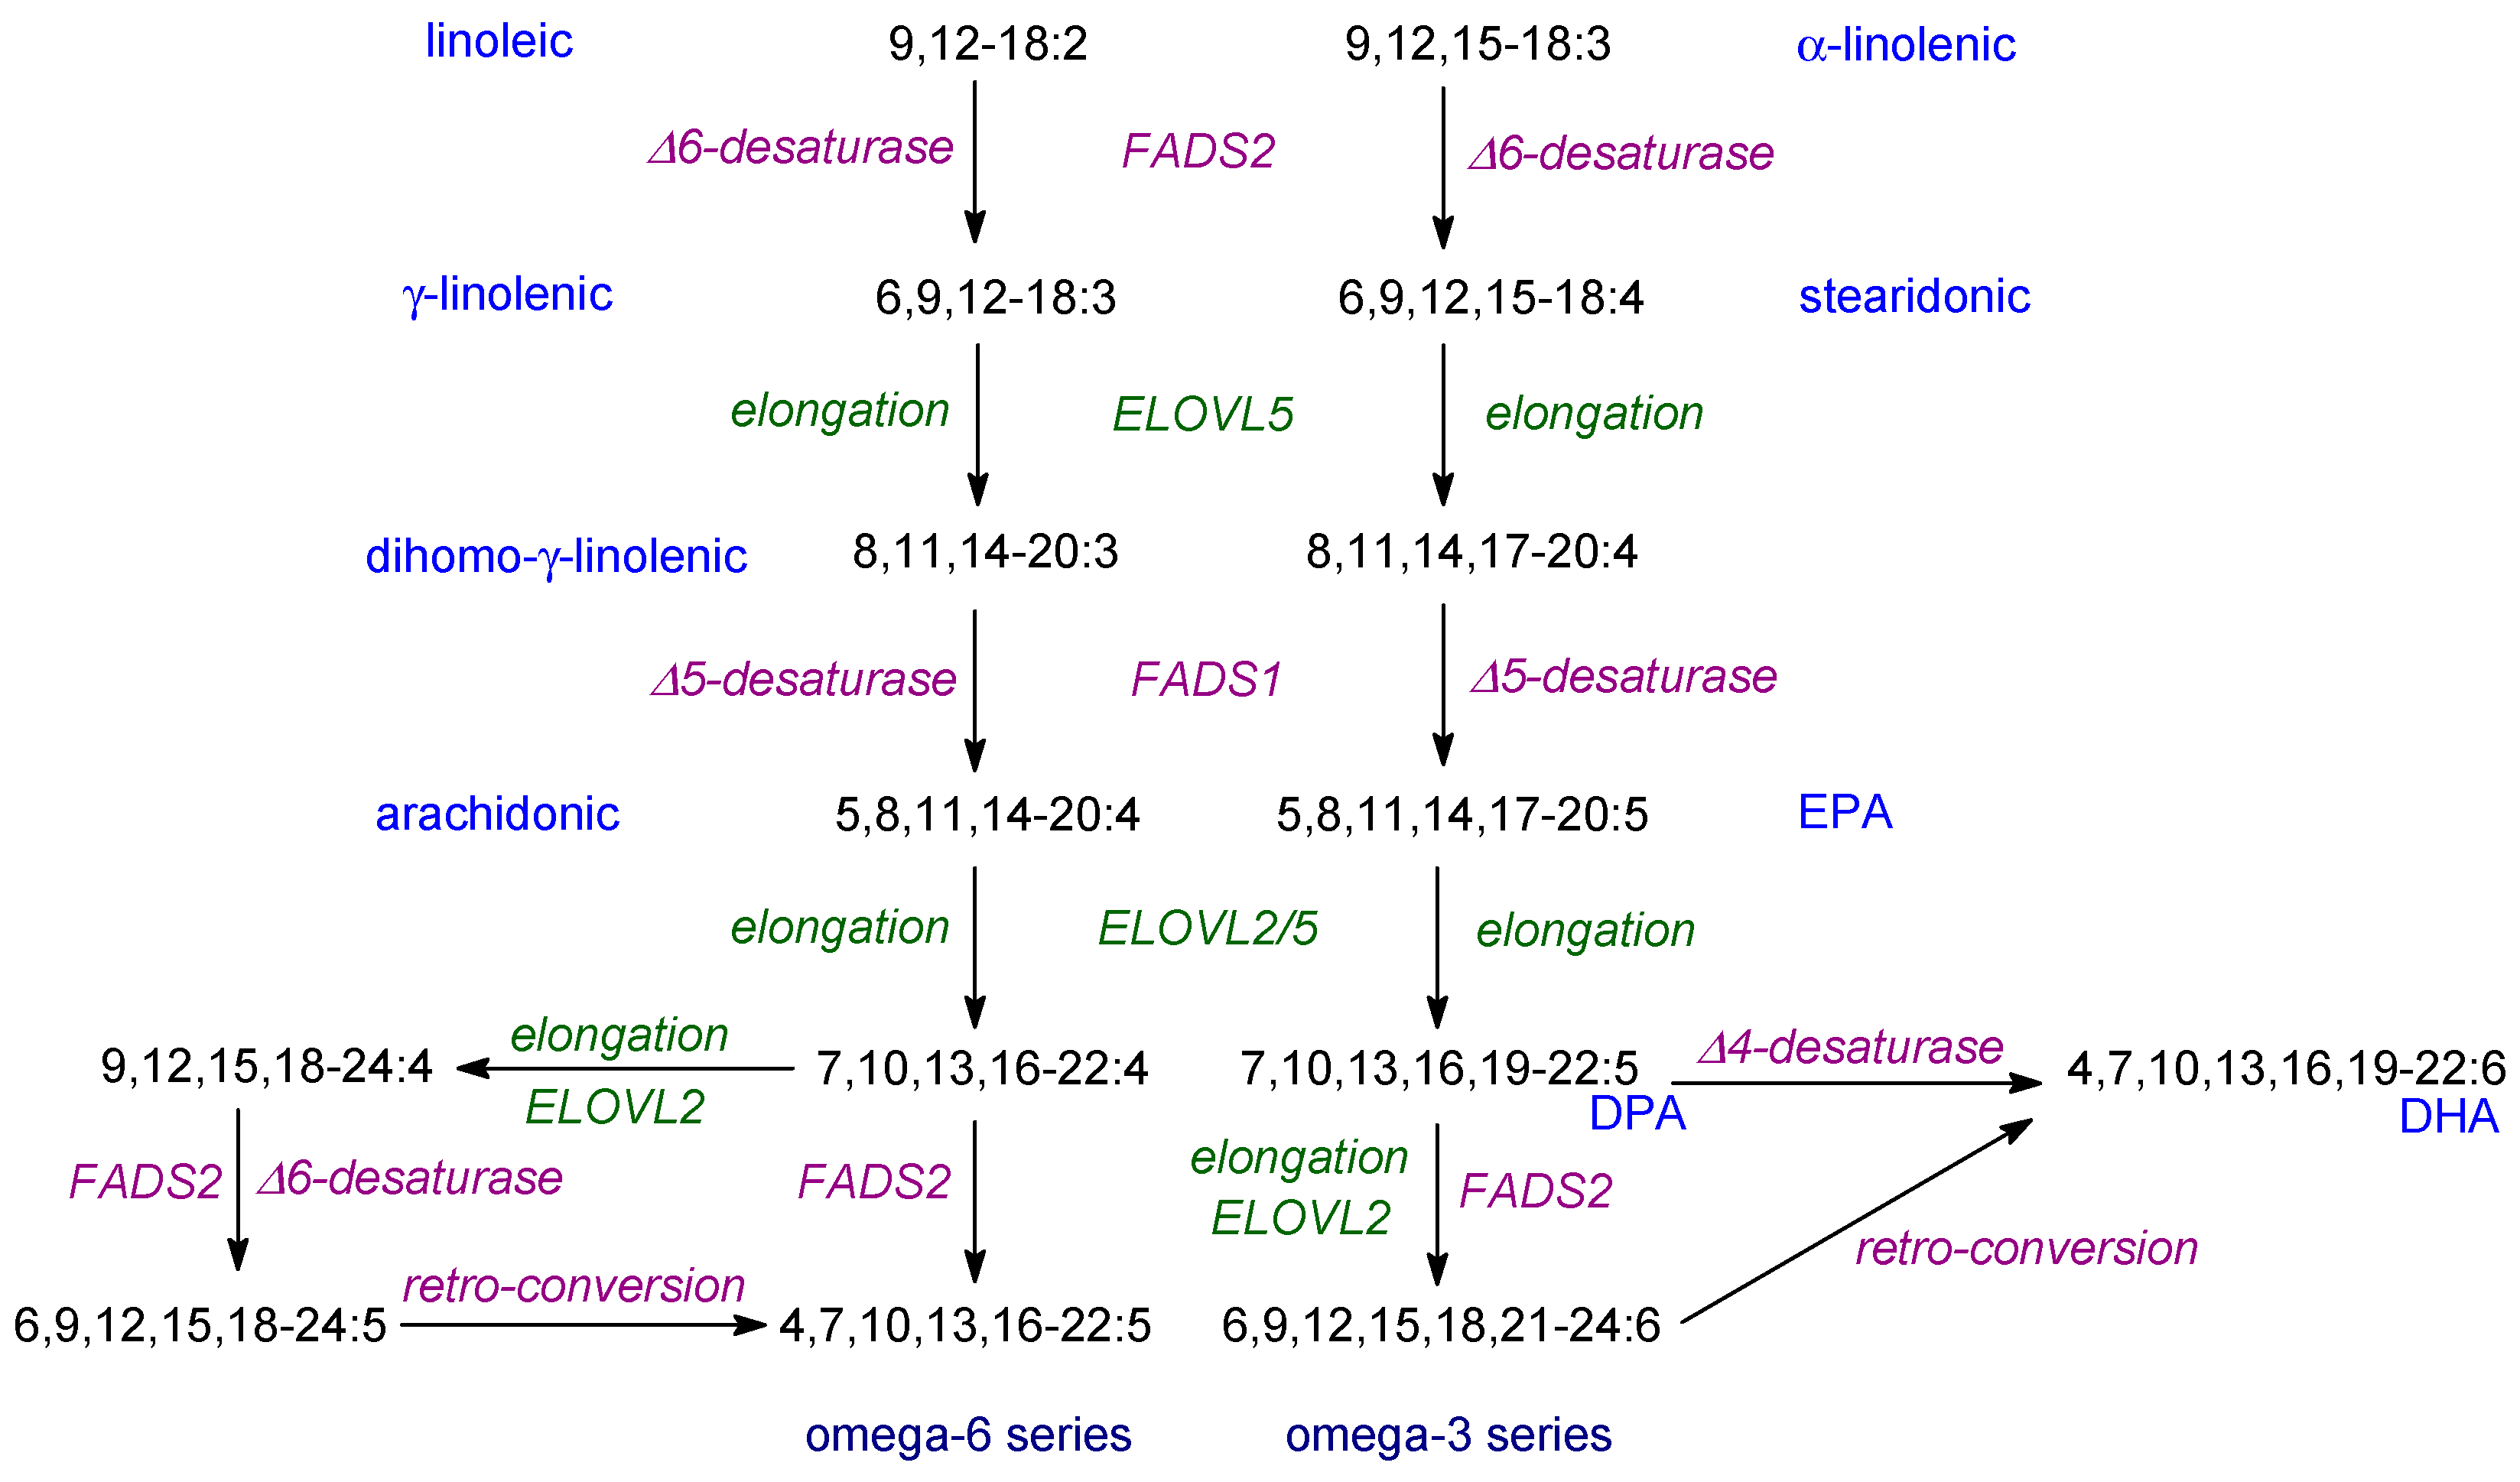 linoleic 9,12-18:2 9,12,15-18:3 α-linolenic
Δ6-desaturase FADS2 Δ6-desaturase
γ-linolenic 6,9,12-18:3 6,9,12,15-18:4 stearidonic
elongation ELOVL5 elongation
dihomo-γ-linolenic 8,11,14-20:3 8,11,14,17-20:4
Δ5-desaturase FADS1 Δ5-desaturase
arachidonic 5,8,11,14-20:4 5,8,11,14,17-20:5 EPA
elongation ELOVL2/5 elongation
elongation Δ4-desaturase
9,12,15,18-24:4 7,10,13,16-22:4 7,10,13,16,19-22:5 4,7,10,13,16,19-22:6
ELOVL2 DPA DHA
elongation
FADS2 Δ6-desaturase FADS2 FADS2
ELOVL2
retro-conversion
retro-conversion
6,9,12,15,18-24:5 4,7,10,13,16-22:5 6,9,12,15,18,21-24:6
omega-6 series omega-3 series